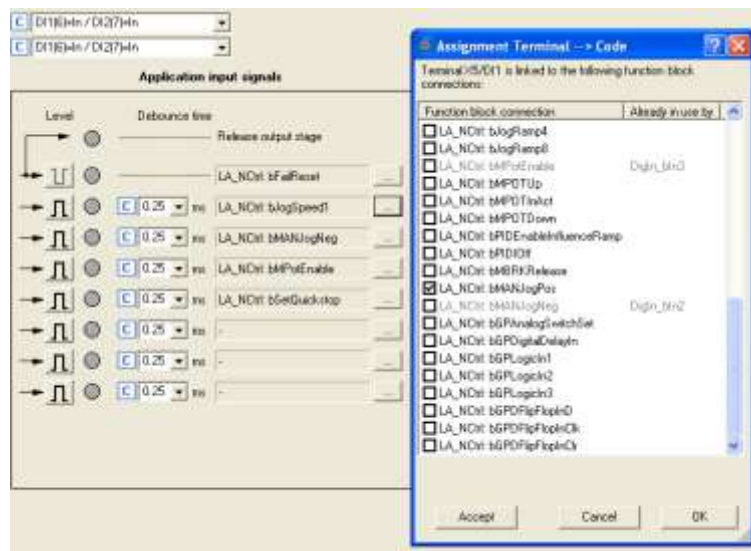 C DI1(6)=In / DI2(7)=In
C DI1(6)=In / DI2(7)=In
Application input signals
Level Debounce time
Release output stage
LA_NCtrl: bFailReset ...
C 0.25 ms LA_NCtrl: bJogSpeed1 ...
C 0.25 ms LA_NCtrl: bMANJogNeg ...
C 0.25 ms LA_NCtrl: bMPotEnable ...
C 0.25 ms LA_NCtrl: bSetQuickstop ...
C 0.25 ms - ...
C 0.25 ms - ...
C 0.25 ms - ...
Assignment Terminal --> Code
Terminal X5/DI1 is linked to the following function block
connections:
Function block connection Already in use by
LA_NCtrl: bJogRamp4
LA_NCtrl: bJogRamp8
LA_NCtrl: bMPotEnable DigIn_bIn3
LA_NCtrl: bMPOTUp
LA_NCtrl: bMPOTInAct
LA_NCtrl: bMPOTDown
LA_NCtrl: bPIDEnableInfluenceRamp
LA_NCtrl: bPIDIOff
LA_NCtrl: bMBRKRelease
LA_NCtrl: bMANJogPos
LA_NCtrl: bMANJogNeg DigIn_bIn2
LA_NCtrl: bGPAnalogSwitchSet
LA_NCtrl: bGPDigitalDelayIn
LA_NCtrl: bGPLogicIn1
LA_NCtrl: bGPLogicIn2
LA_NCtrl: bGPLogicIn3
LA_NCtrl: bGPDFlipFlopInD
LA_NCtrl: bGPDFlipFlopInClk
LA_NCtrl: bGPDFlipFlopInClr
Accept Cancel OK